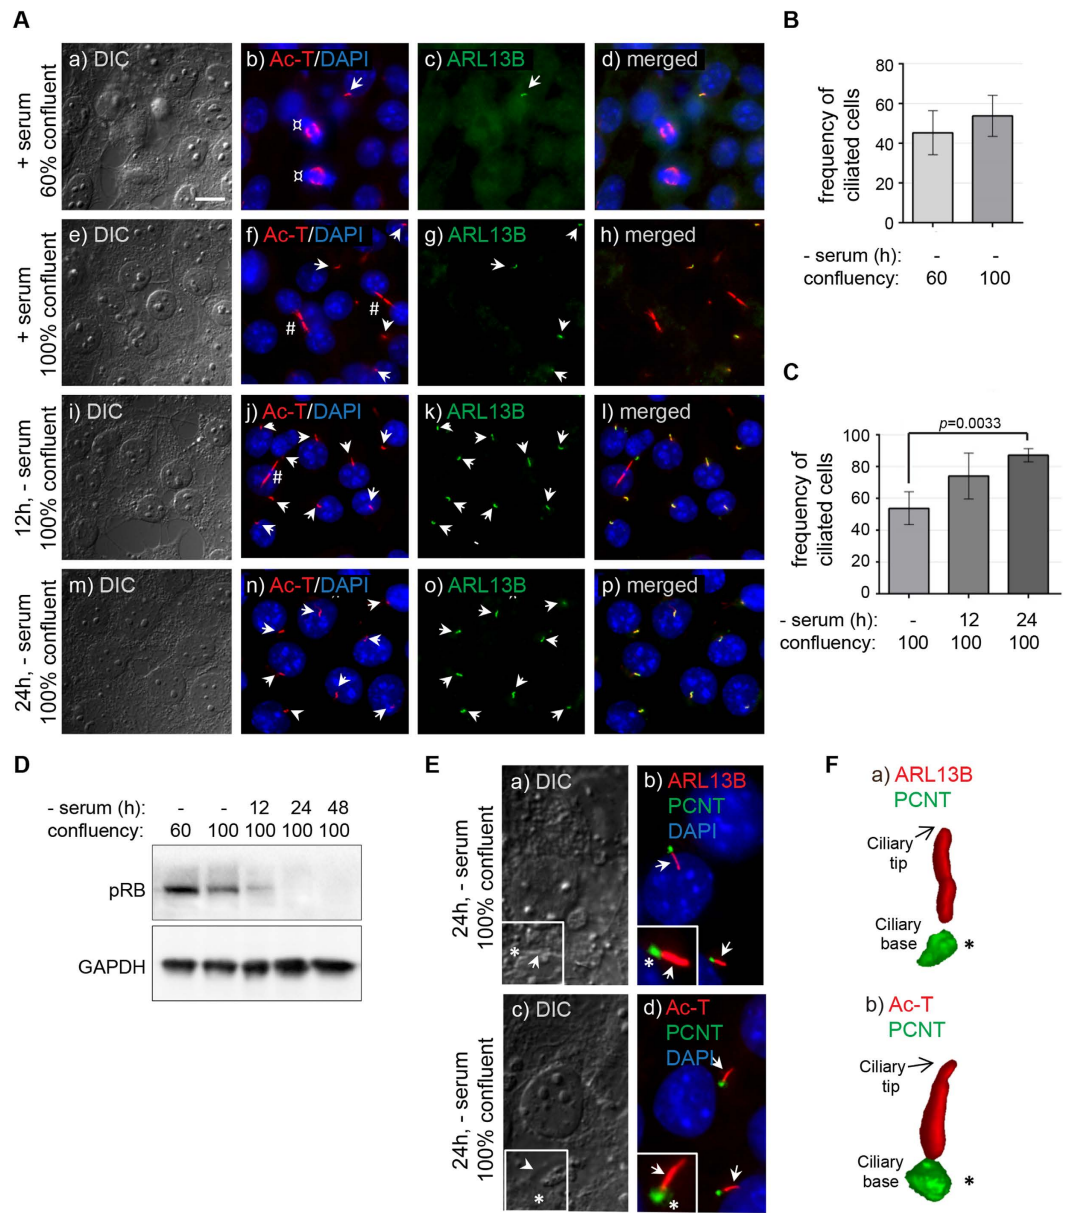 A
B
a) DIC
b) Ac-T/DAPI
c) ARL13B
d) merged
+ serum
60% confluent
¤
¤
e) DIC
f) Ac-T/DAPI
g) ARL13B
h) merged
+ serum
100% confluent
#
#
i) DIC
j) Ac-T/DAPI
k) ARL13B
l) merged
12h, - serum
100% confluent
#
m) DIC
n) Ac-T/DAPI
o) ARL13B
p) merged
24h, - serum
100% confluent
frequency of
ciliated cells
80
60
40
20
0
- serum (h): - -
confluency: 60 100
C
p=0.0033
frequency of
ciliated cells
100
80
60
40
20
0
- serum (h): - 12 24
confluency: 100 100 100
D
- serum (h): - - 12 24 48
confluency: 60 100 100 100 100
pRB
GAPDH
E
24h, - serum
100% confluent
a) DIC
*
b) ARL13B
PCNT
DAPI
*
24h, - serum
100% confluent
c) DIC
*
d) Ac-T
PCNT
DAPI
*
F
a) ARL13B
PCNT
Ciliary
tip
Ciliary
base
*
b) Ac-T
PCNT
Ciliary
tip
Ciliary
base
*